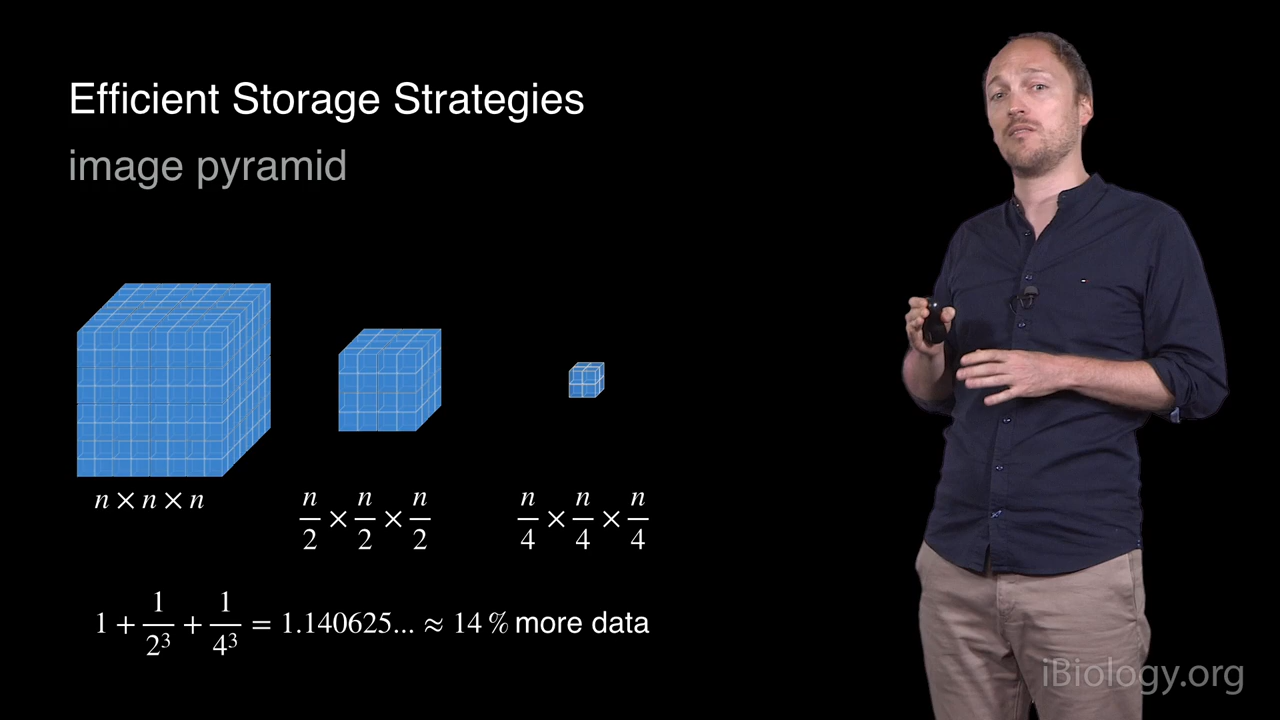 Efficient Storage Strategies
image pyramid
n × n × n
n/2 × n/2 × n/2
n/4 × n/4 × n/4
1 + 1/2³ + 1/4³ = 1.140625... ≈ 14 % more data
iBiology.org